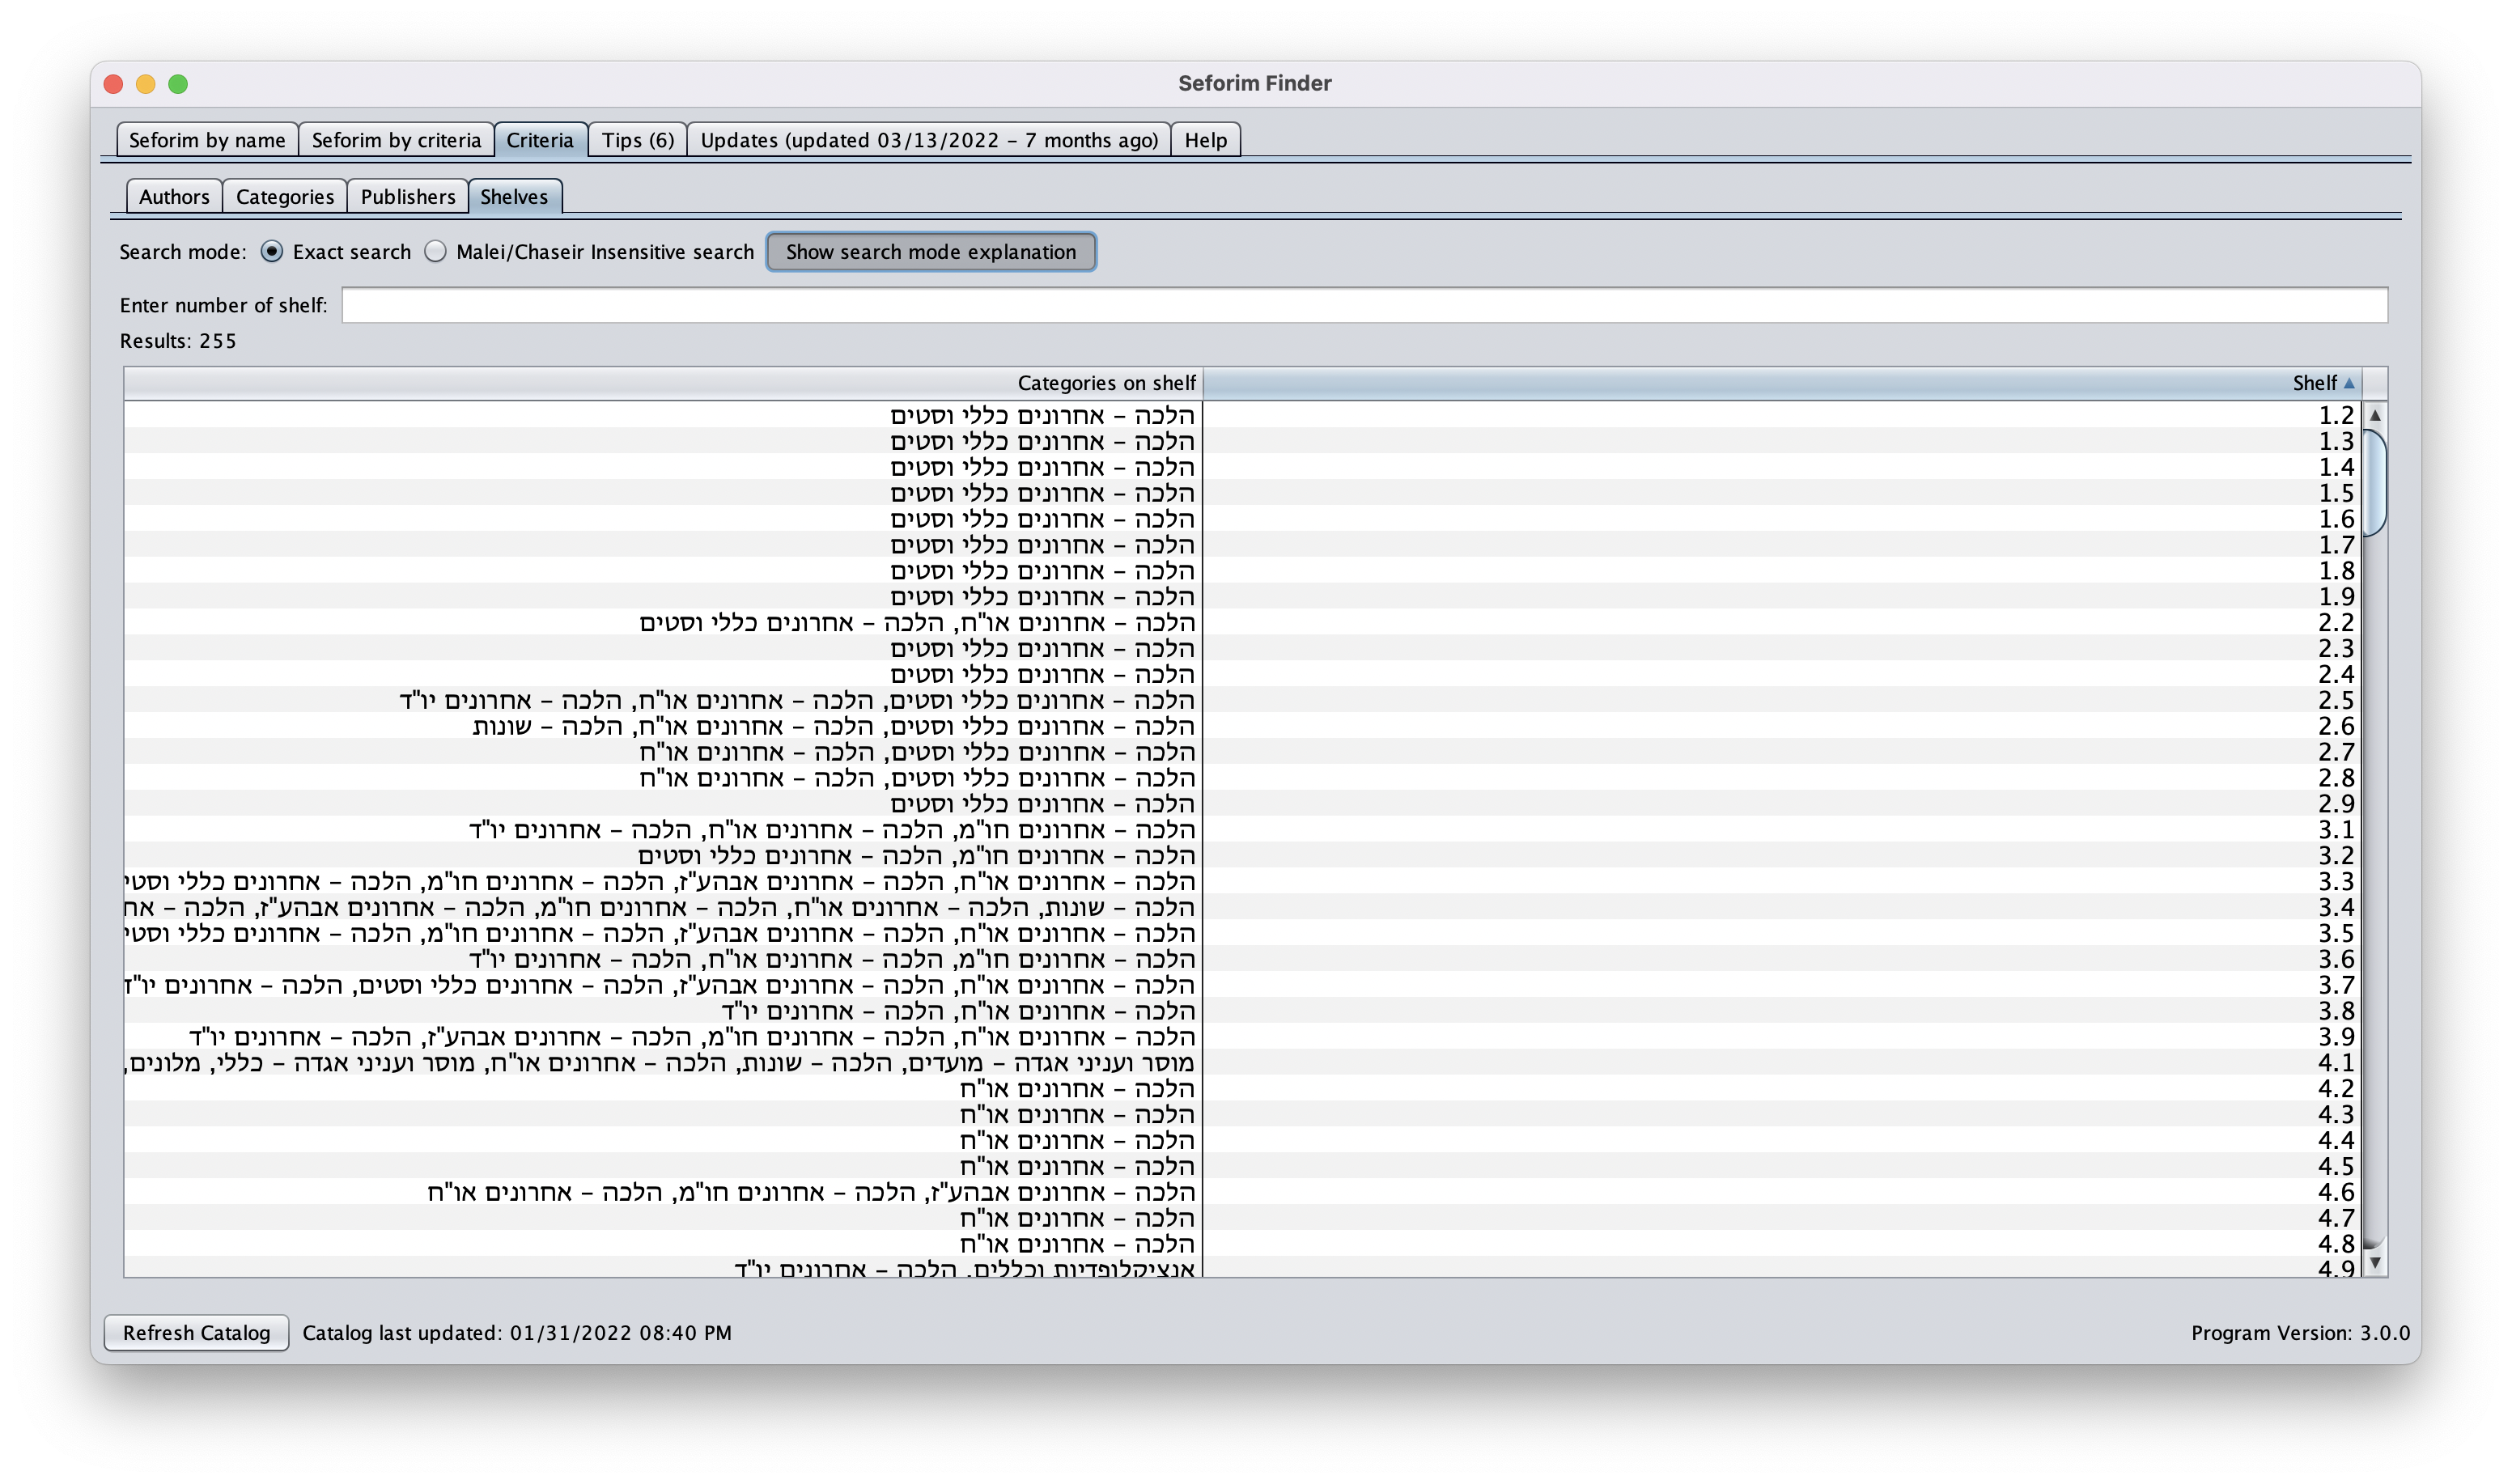 Seforim Finder
Seforim by name Seforim by criteria Criteria Tips (6) Updates (updated 03/13/2022 – 7 months ago) Help
Authors Categories Publishers Shelves
Search mode: Exact search Malei/Chaseir Insensitive search Show search mode explanation
Enter number of shelf:
Results: 255
Categories on shelf Shelf
הלכה – אחרונים כללי וסטים 1.2
הלכה – אחרונים כללי וסטים 1.3
הלכה – אחרונים כללי וסטים 1.4
הלכה – אחרונים כללי וסטים 1.5
הלכה – אחרונים כללי וסטים 1.6
הלכה – אחרונים כללי וסטים 1.7
הלכה – אחרונים כללי וסטים 1.8
הלכה – אחרונים כללי וסטים 1.9
הלכה – אחרונים או"ח, הלכה – אחרונים כללי וסטים 2.2
הלכה – אחרונים כללי וסטים 2.3
הלכה – אחרונים כללי וסטים 2.4
הלכה – אחרונים כללי וסטים, הלכה – אחרונים או"ח, הלכה – אחרונים יו"ד 2.5
הלכה – אחרונים כללי וסטים, הלכה – אחרונים או"ח, הלכה – שונות 2.6
הלכה – אחרונים כללי וסטים, הלכה – אחרונים או"ח 2.7
הלכה – אחרונים כללי וסטים, הלכה – אחרונים או"ח 2.8
הלכה – אחרונים כללי וסטים 2.9
הלכה – אחרונים חו"מ, הלכה – אחרונים או"ח, הלכה – אחרונים יו"ד 3.1
הלכה – אחרונים חו"מ, הלכה – אחרונים כללי וסטים 3.2
הלכה – אחרונים או"ח, הלכה – אחרונים אבהע"ז, הלכה – אחרונים חו"מ, הלכה – אחרונים כללי וסטי 3.3
הלכה – שונות, הלכה – אחרונים או"ח, הלכה – אחרונים חו"מ, הלכה – אחרונים אבהע"ז, הלכה – אח 3.4
הלכה – אחרונים או"ח, הלכה – אחרונים אבהע"ז, הלכה – אחרונים חו"מ, הלכה – אחרונים כללי וסטי 3.5
הלכה – אחרונים חו"מ, הלכה – אחרונים או"ח, הלכה – אחרונים יו"ד 3.6
הלכה – אחרונים או"ח, הלכה – אחרונים אבהע"ז, הלכה – אחרונים כללי וסטים, הלכה – אחרונים יו"ד 3.7
הלכה – אחרונים או"ח, הלכה – אחרונים יו"ד 3.8
הלכה – אחרונים או"ח, הלכה – אחרונים חו"מ, הלכה – אחרונים אבהע"ז, הלכה – אחרונים יו"ד 3.9
מוסר ועניני אגדה – מועדים, הלכה – שונות, הלכה – אחרונים או"ח, מוסר ועניני אגדה – כללי, מלונים, 4.1
הלכה – אחרונים או"ח 4.2
הלכה – אחרונים או"ח 4.3
הלכה – אחרונים או"ח 4.4
הלכה – אחרונים או"ח 4.5
הלכה – אחרונים אבהע"ז, הלכה – אחרונים חו"מ, הלכה – אחרונים או"ח 4.6
הלכה – אחרונים או"ח 4.7
הלכה – אחרונים או"ח 4.8
אנציקלופדיות וכללים, הלכה – אחרונים יו"ד 4.9
Refresh Catalog Catalog last updated: 01/31/2022 08:40 PM Program Version: 3.0.0